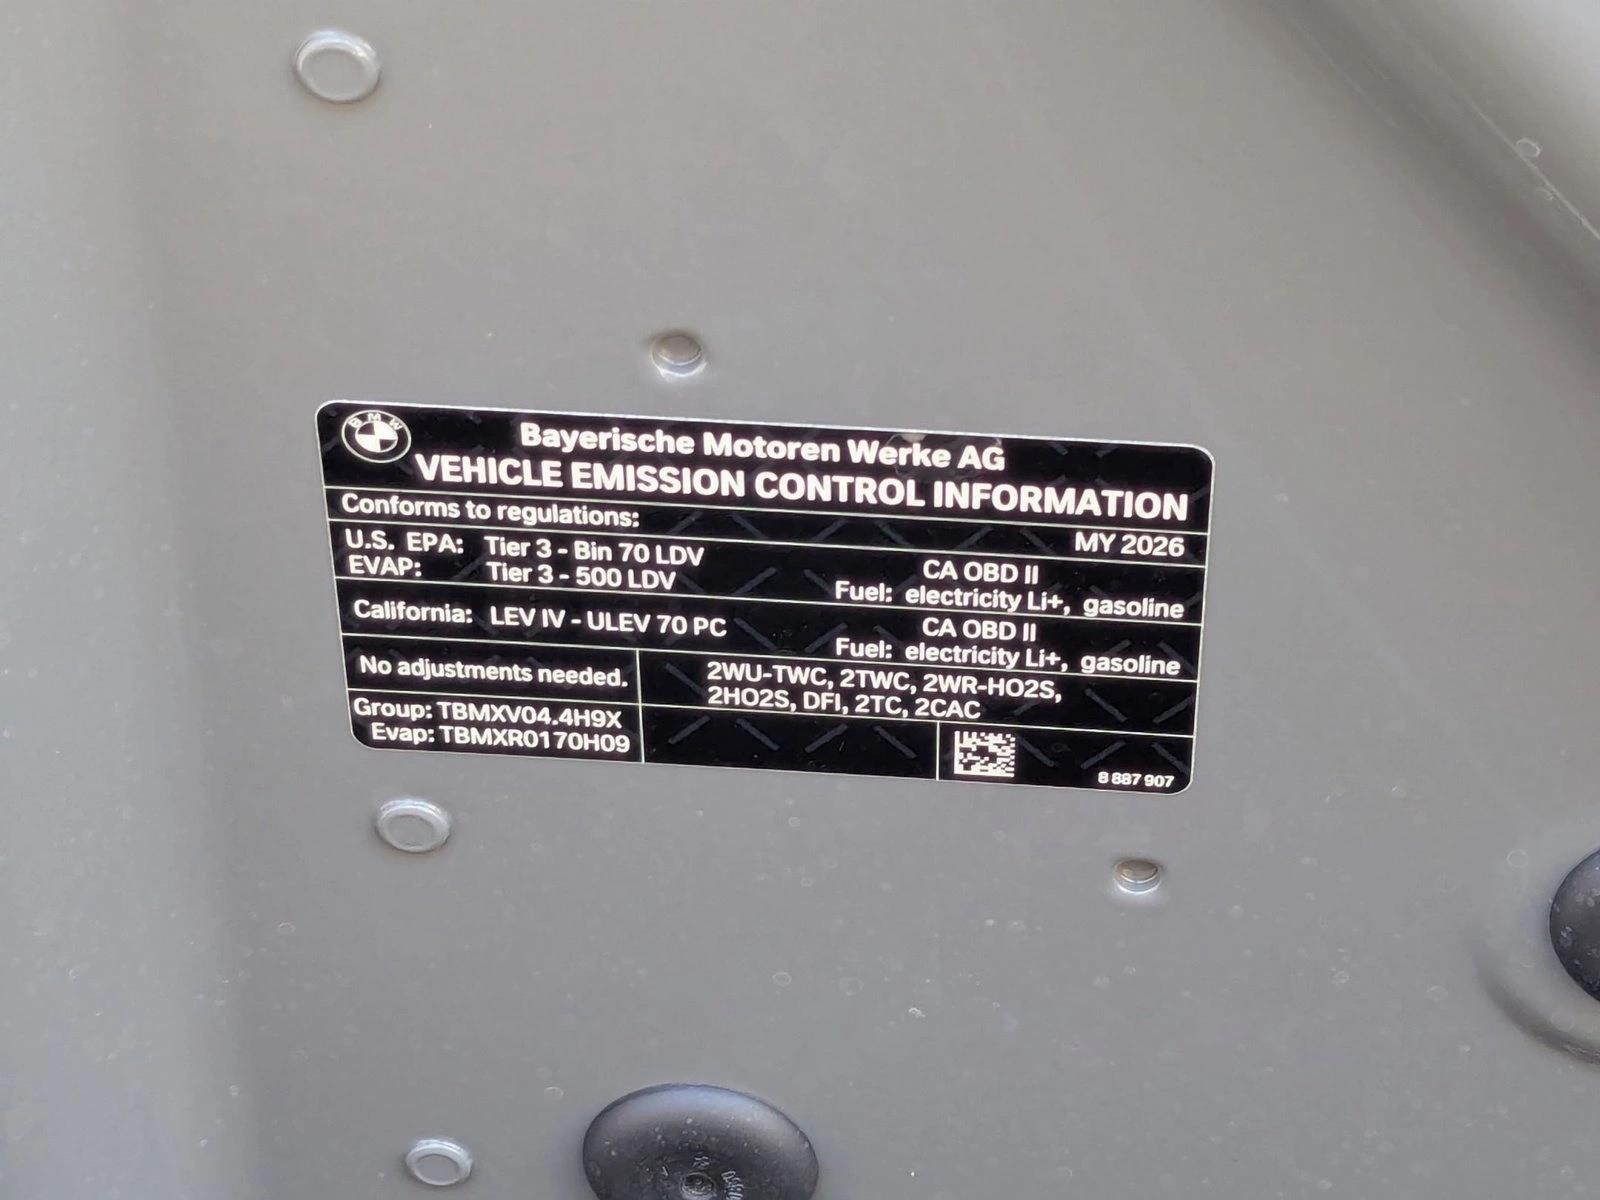 BMW
Bayerische Motoren Werke AG
VEHICLE EMISSION CONTROL INFORMATION
Conforms to regulations:
MY 2026
U.S. EPA: Tier 3 - Bin 70 LDV
CA OBD II
EVAP: Tier 3 - 500 LDV
Fuel: electricity Li+, gasoline
California: LEV IV - ULEV 70 PC
CA OBD II
Fuel: electricity Li+, gasoline
No adjustments needed.
2WU-TWC, 2TWC, 2WR-HO2S,
2HO2S, DFI, 2TC, 2CAC
Group: TBMXV04.4H9X
Evap: TBMXR0170H09
8 887 907